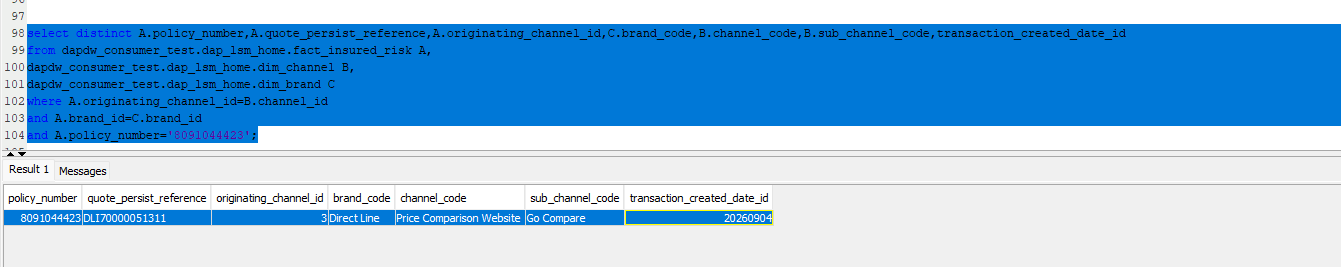 97
98 select distinct A.policy_number,A.quote_persist_reference,A.originating_channel_id,C.brand_code,B.channel_code,B.sub_channel_code,transaction_created_date_id
99 from dapdw_consumer_test.dap_lsm_home.fact_insured_risk A,
100 dapdw_consumer_test.dap_lsm_home.dim_channel B,
101 dapdw_consumer_test.dap_lsm_home.dim_brand C
102 where A.originating_channel_id=B.channel_id
103 and A.brand_id=C.brand_id
104 and A.policy_number='8091044423';
Result 1 Messages
policy_number quote_persist_reference originating_channel_id brand_code channel_code sub_channel_code transaction_created_date_id
8091044423 DLI70000051311 3 Direct Line Price Comparison Website Go Compare 20260904